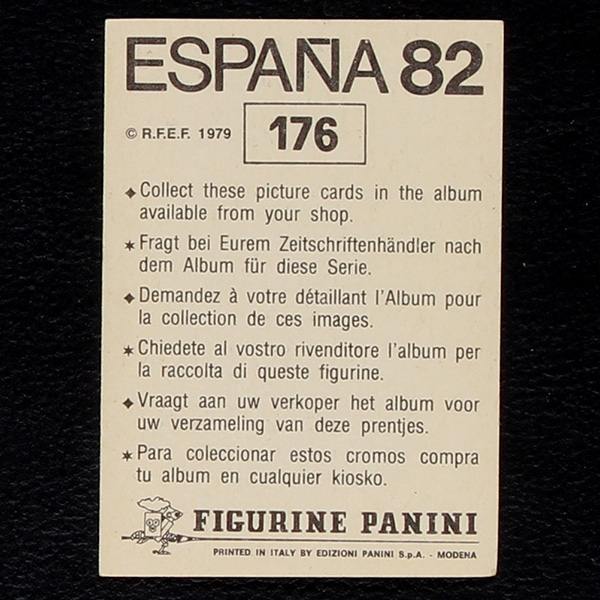 ESPAÑA 82
© R.F.E.F. 1979 176
✦ Collect these picture cards in the album
available from your shop.
✶ Fragt bei Eurem Zeitschriftenhändler nach
dem Album für diese Serie.
✦ Demandez à votre détaillant l'Album pour
la collection de ces images.
✶ Chiedete al vostro rivenditore l'album per
la raccolta di queste figurine.
✦ Vraagt aan uw verkoper het album voor
uw verzameling van deze prentjes.
✶ Para coleccionar estos cromos compra
tu album en cualquier kiosko.
FIGURINE PANINI
PRINTED IN ITALY BY EDIZIONI PANINI S.p.A. - MODENA